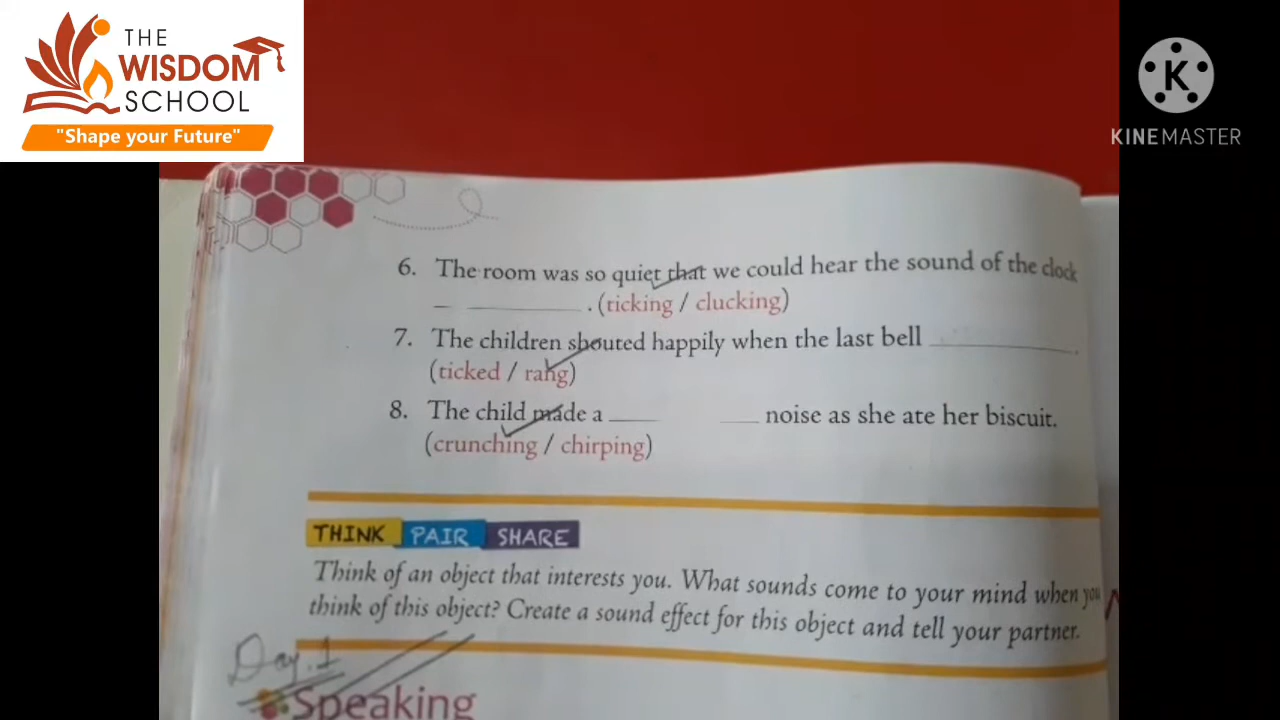 THE
WISDOM
SCHOOL
"Shape your Future"
K
KINEMASTER
6. The room was so quiet that we could hear the sound of the clock
_ __________ . (ticking / clucking)
7. The children shouted happily when the last bell ____________.
(ticked / rang)
8. The child made a ____ ___ noise as she ate her biscuit.
(crunching / chirping)
THINK PAIR SHARE
Think of an object that interests you. What sounds come to your mind when you
think of this object? Create a sound effect for this object and tell your partner.
Day.1
Speaking